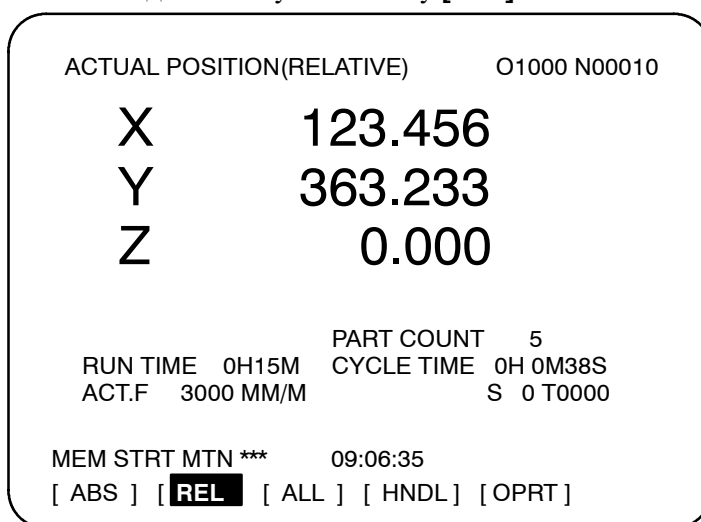 ACTUAL POSITION(RELATIVE) O1000 N00010
X 123.456
Y 363.233
Z 0.000
PART COUNT 5
RUN TIME 0H15M CYCLE TIME 0H 0M38S
ACT.F 3000 MM/M S 0 T0000
MEM STRT MTN *** 09:06:35
[ ABS ] [ REL [ ALL ] [ HNDL ] [ OPRT ]